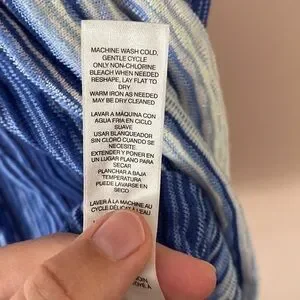 MACHINE WASH COLD,
GENTLE CYCLE
ONLY NON-CHLORINE
BLEACH WHEN NEEDED
RESHAPE, LAY FLAT TO
DRY
WARM IRON AS NEEDED
MAY BE DRY CLEANED
LAVAR A MÁQUINA CON
AGUA FRIA EN CICLO
SUAVE
USAR BLANQUEADOR
SIN CLORO CUANDO SE
NECESITE
EXTENDER Y PONER EN
UN LUGAR PLANO PARA
SECAR
PLANCHAR A BAJA
TEMPERATURA
PUEDE LAVARSE EN
SECO
LAVER À LA MACHINE AU
CYCLE DÉLICAT À L'EAU